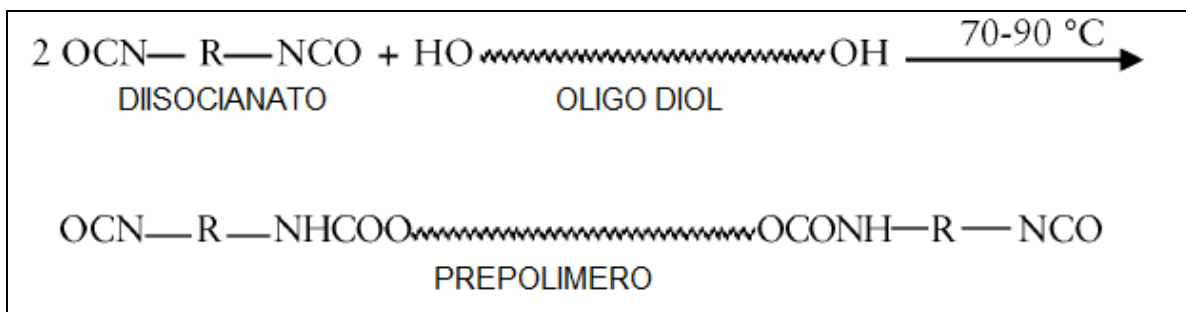 70-90 °C
2 OCN— R—NCO + HO OH
DIISOCIANATO OLIGO DIOL
OCN—R—NHCOO OCONH—R—NCO
PREPOLIMERO